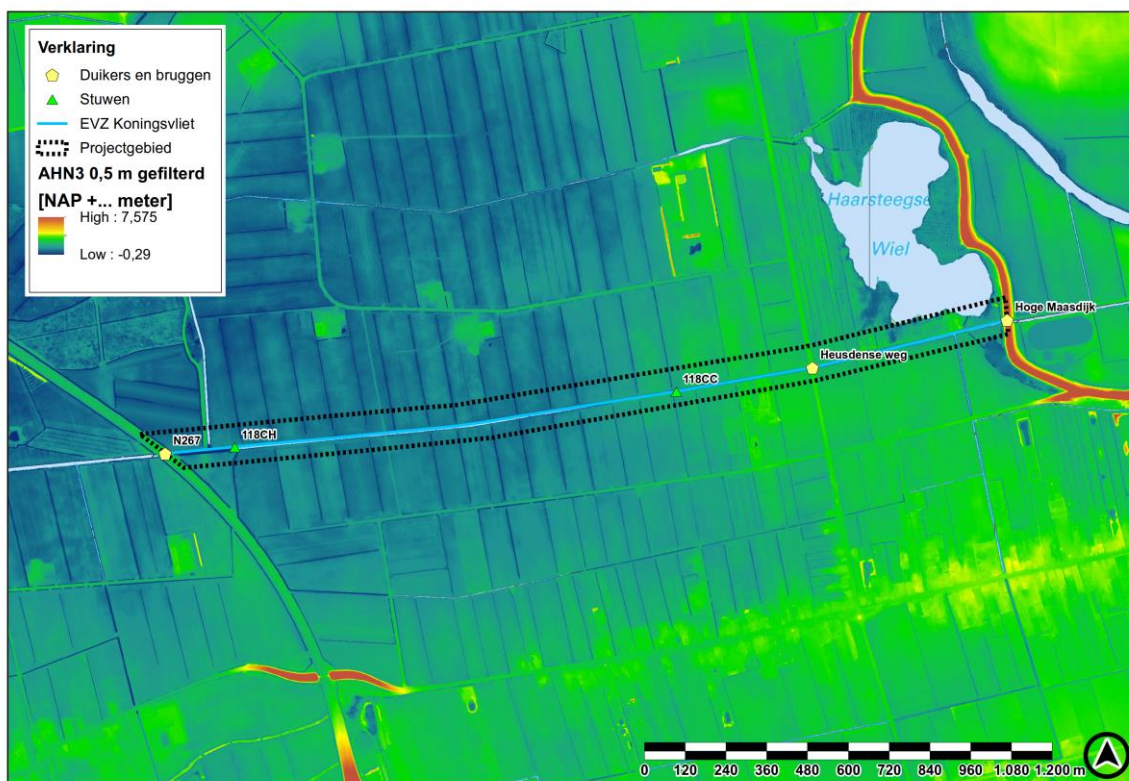 Verklaring
Duikers en bruggen
Stuwen
EVZ Koningsvliet
Projectgebied
AHN3 0,5 m gefilterd
[NAP +... meter]
High : 7,575
Low : -0,29
Haarsteegse
Wiel
Hoge Maasdijk
Heusdense weg
118CC
N267
118CH
0 120 240 360 480 600 720 840 960 1.080 1.200 m